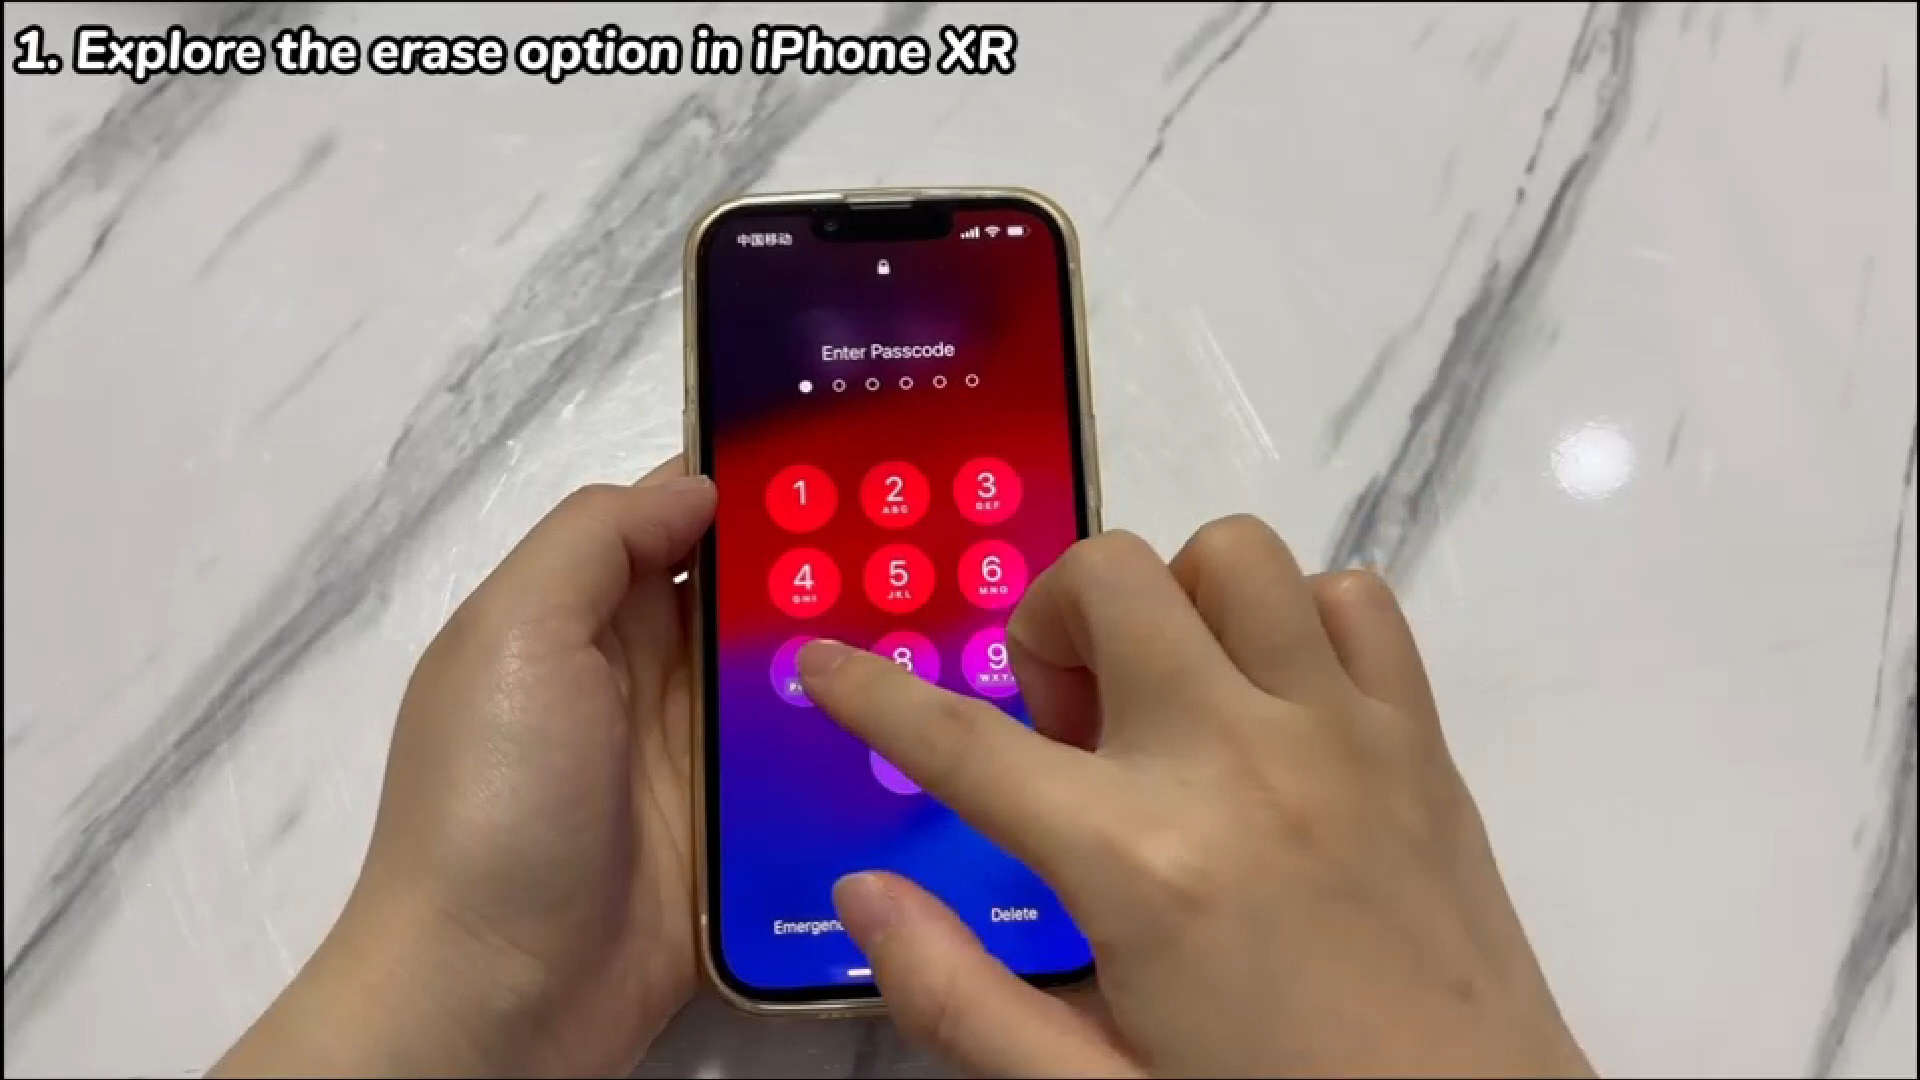 1. Explore the erase option in iPhone XR
中国移动
Enter Passcode
1
2
ABC
3
DEF
4
GHI
5
JKL
6
MNO
8
9
Delete